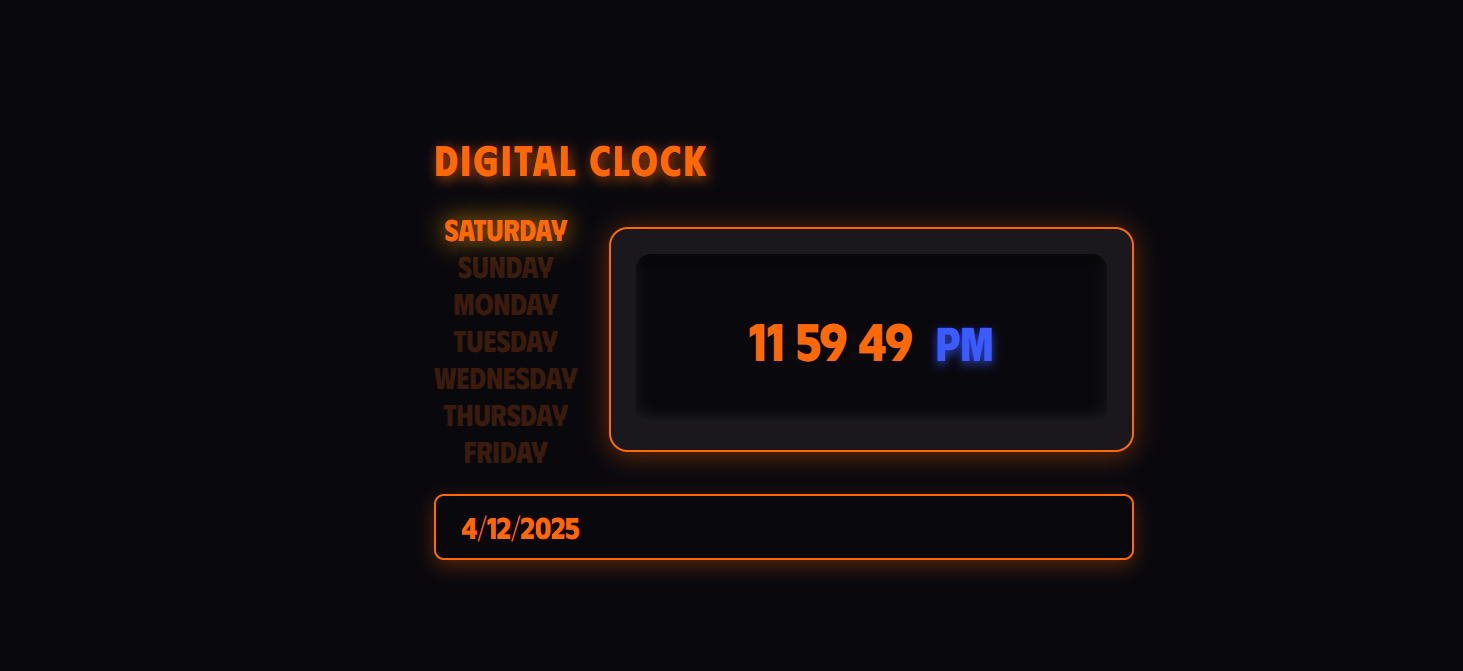 DIGITAL CLOCK
SATURDAY
SUNDAY
MONDAY
TUESDAY
WEDNESDAY
THURSDAY
FRIDAY
11 59 49 PM
4/12/2025